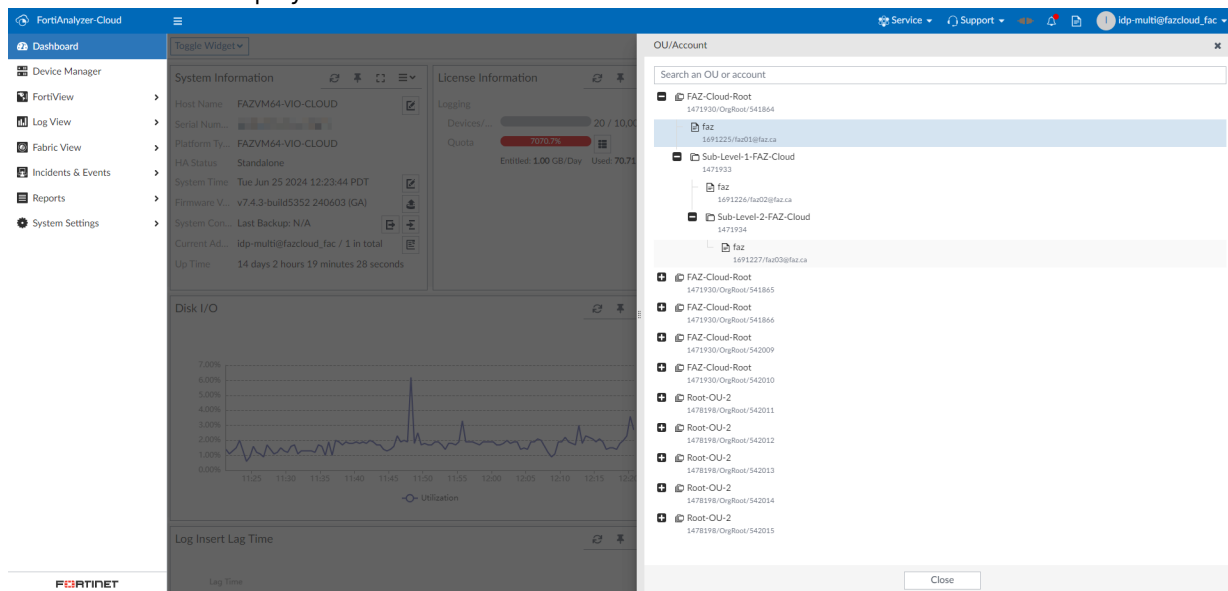 FortiAnalyzer-Cloud
Service
Support
I
idp-multi@fazcloud_fac
Dashboard
Device Manager
FortiView
Log View
Fabric View
Incidents & Events
Reports
System Settings
FORTINET
Toggle Widget
System Information
Host Name FAZVM64-VIO-CLOUD
Serial Num...
Platform Ty... FAZVM64-VIO-CLOUD
HA Status Standalone
System Time Tue Jun 25 2024 12:23:44 PDT
Firmware V... v7.4.3-build5352 240603 (GA)
System Con... Last Backup: N/A
Current Ad... idp-multi@fazcloud_fac / 1 in total
Up Time 14 days 2 hours 19 minutes 28 seconds
License Information
Logging
Devices/... 20 / 10,00
Quota 7070.7%
Entitled: 1.00 GB/Day Used: 70.71
Disk I/O
7.00%
6.00%
5.00%
4.00%
3.00%
2.00%
1.00%
0.00%
11:25 11:30 11:35 11:40 11:45 11:50 11:55 12:00 12:05 12:10 12:15 12:20
Utilization
Log Insert Lag Time
Lag Time
OU/Account
Search an OU or account
FAZ-Cloud-Root
1471930/OrgRoot/541864
faz
1691225/faz01@faz.ca
Sub-Level-1-FAZ-Cloud
1471933
faz
1691226/faz02@faz.ca
Sub-Level-2-FAZ-Cloud
1471934
faz
1691227/faz03@faz.ca
FAZ-Cloud-Root
1471930/OrgRoot/541865
FAZ-Cloud-Root
1471930/OrgRoot/541866
FAZ-Cloud-Root
1471930/OrgRoot/542009
FAZ-Cloud-Root
1471930/OrgRoot/542010
Root-OU-2
1478198/OrgRoot/542011
Root-OU-2
1478198/OrgRoot/542012
Root-OU-2
1478198/OrgRoot/542013
Root-OU-2
1478198/OrgRoot/542014
Root-OU-2
1478198/OrgRoot/542015
Close